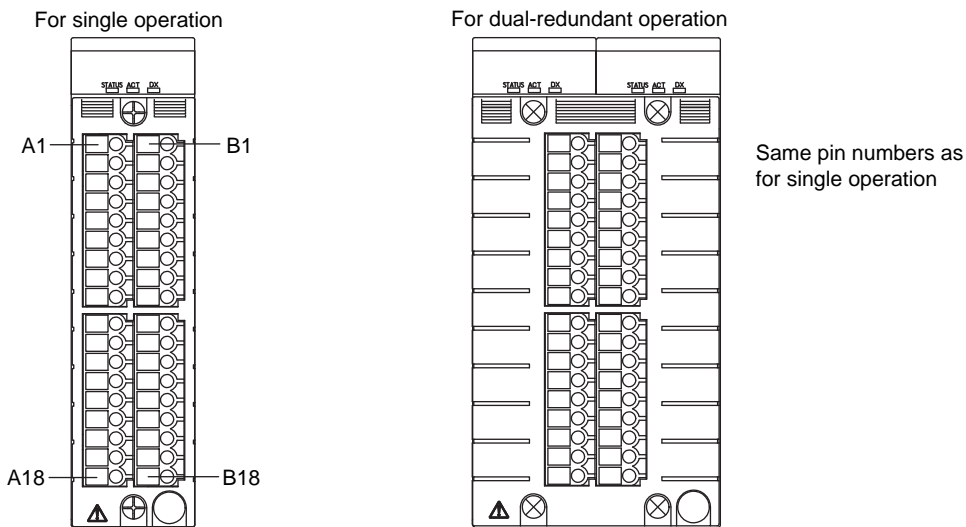 For single operation
For dual-redundant operation
STATUS ACT DX
STATUS ACT DX
STATUS ACT DX
A1
B1
Same pin numbers as
for single operation
A18
B18